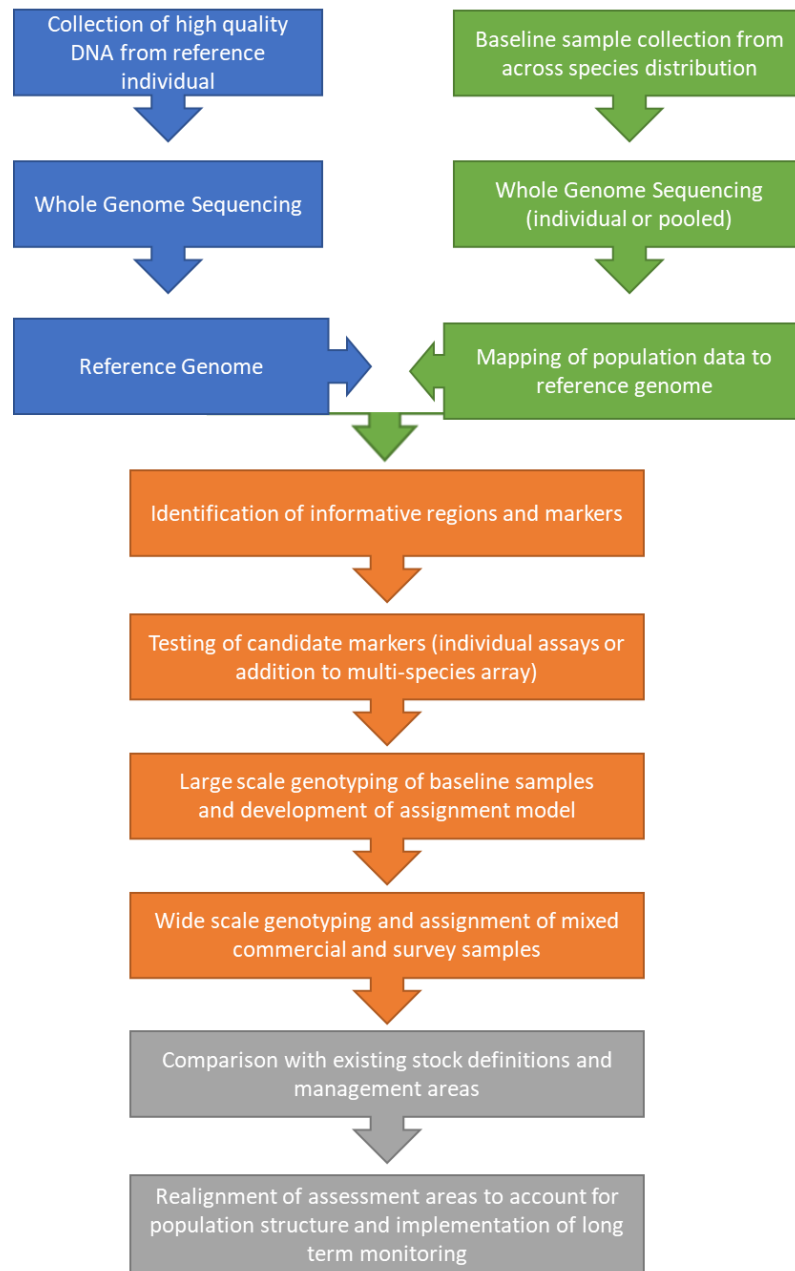 Collection of high quality
DNA from reference
individual
Baseline sample collection from
across species distribution
Whole Genome Sequencing
Whole Genome Sequencing
(individual or pooled)
Reference Genome
Mapping of population data to
reference genome
Identification of informative regions and markers
Testing of candidate markers (individual assays or
addition to multi-species array)
Large scale genotyping of baseline samples
and development of assignment model
Wide scale genotyping and assignment of mixed
commercial and survey samples
Comparison with existing stock definitions and
management areas
Realignment of assessment areas to account for
population structure and implementation of long
term monitoring